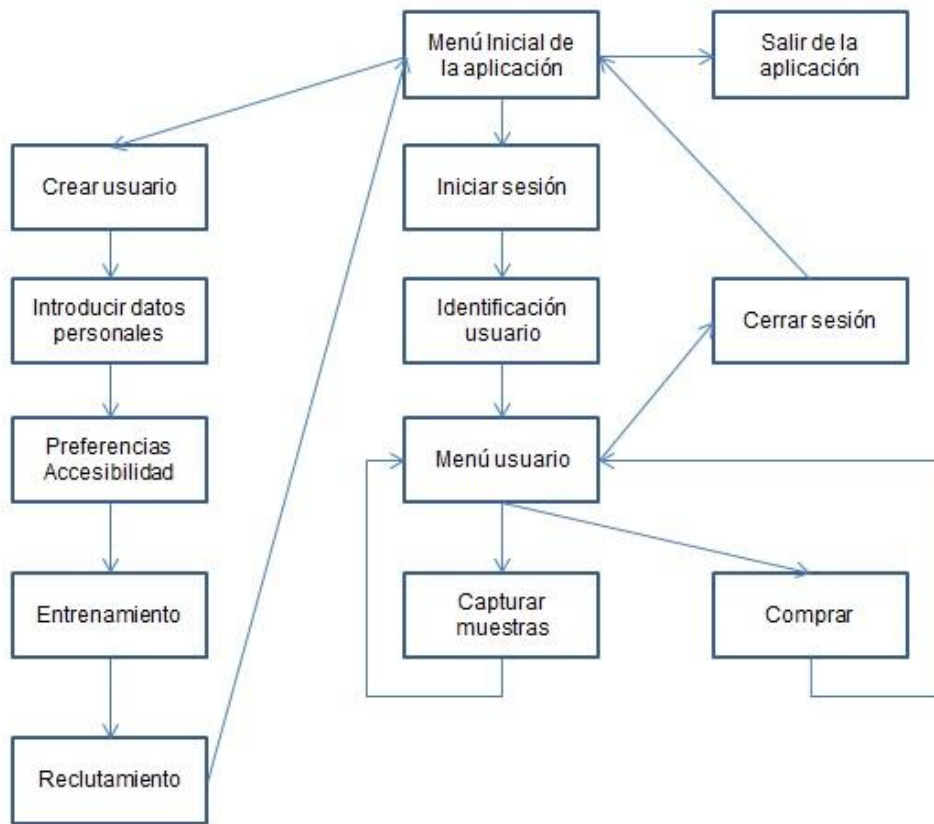 Menú Inicial de
la aplicación
Salir de la
aplicación
Crear usuario
Iniciar sesión
Introducir datos
personales
Identificación
usuario
Cerrar sesión
Preferencias
Accesibilidad
Menú usuario
Entrenamiento
Capturar
muestras
Comprar
Reclutamiento